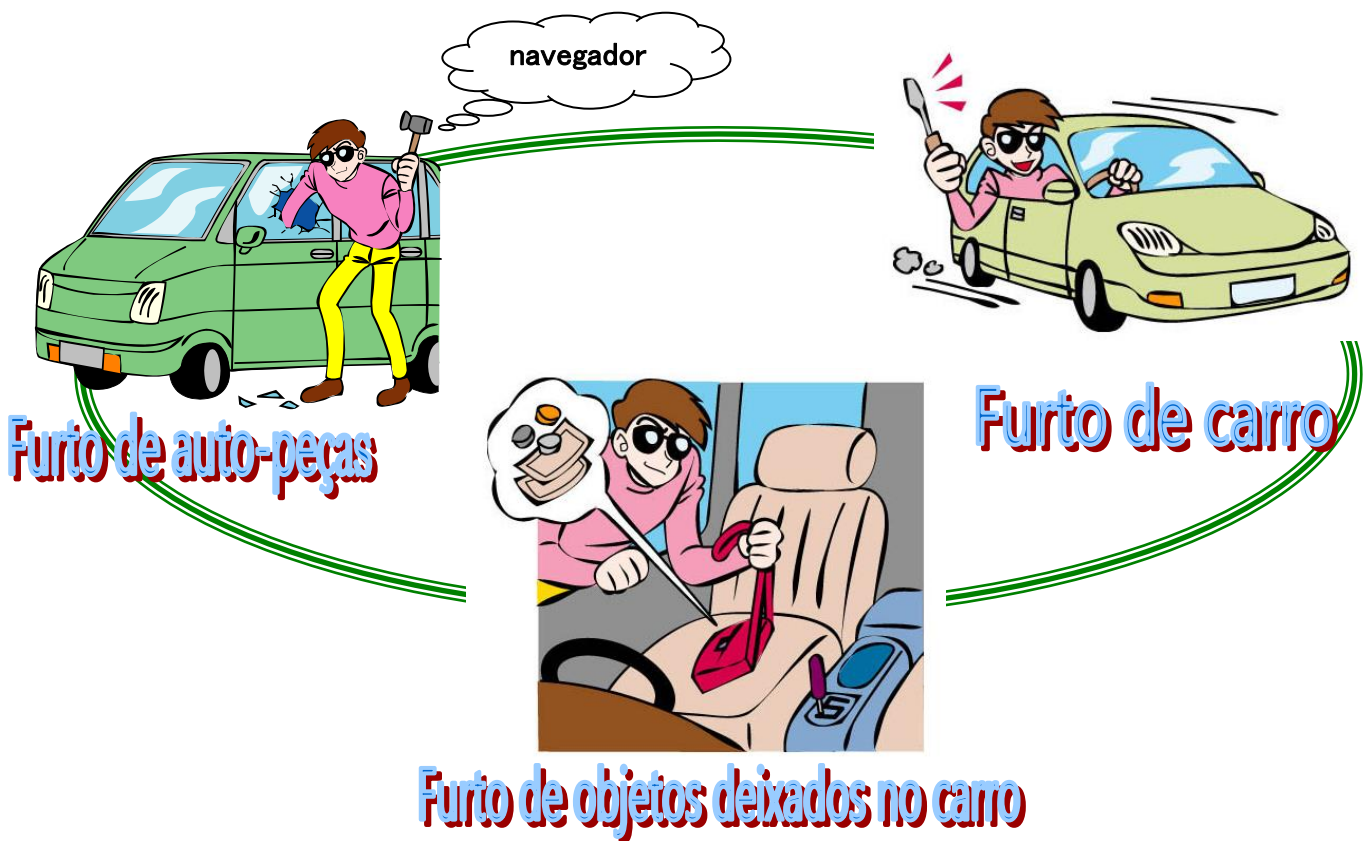 navegador
Furto de auto-peças
Furto de carro
Furto de objetos deixados no carro